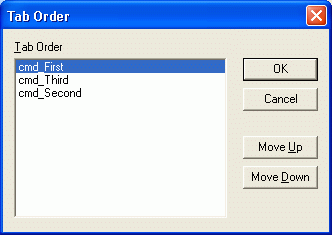 Tab Order
Tab Order
cmd_First
cmd_Third
cmd_Second
OK
Cancel
Move Up
Move Down